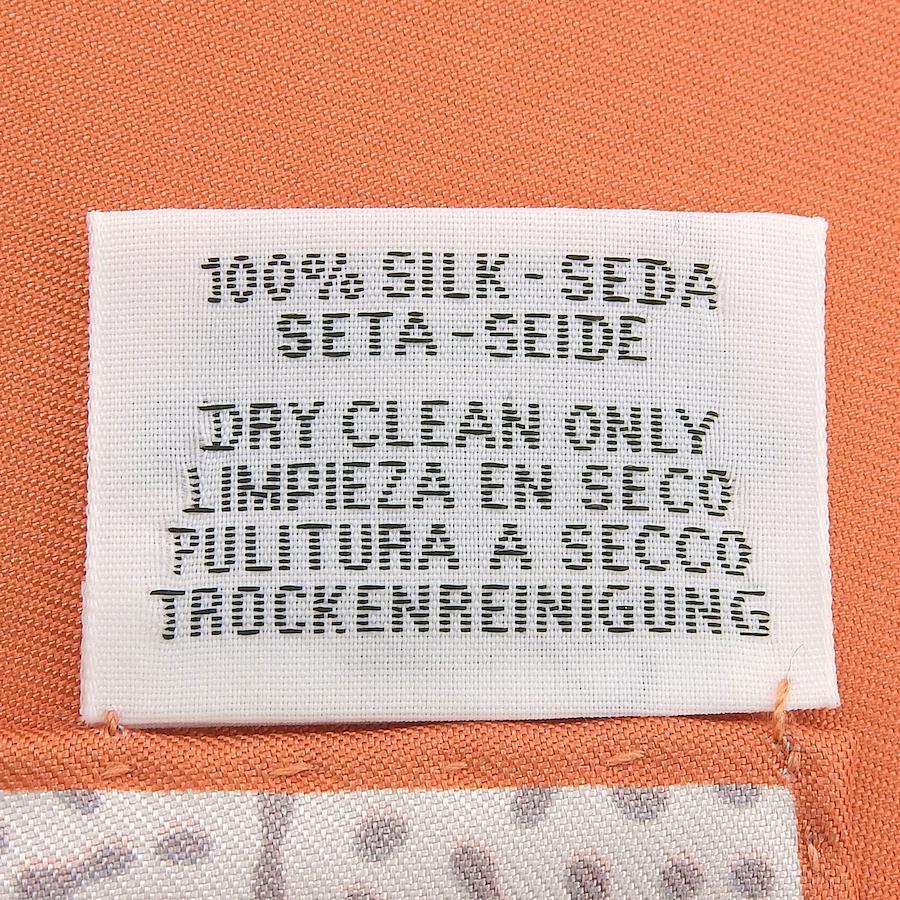 100% SILK - SEDA
SETA - SEIDE
DRY CLEAN ONLY
LIMPIEZA EN SECO
PULITURA A SECCO
TROCKENREINIGUNG